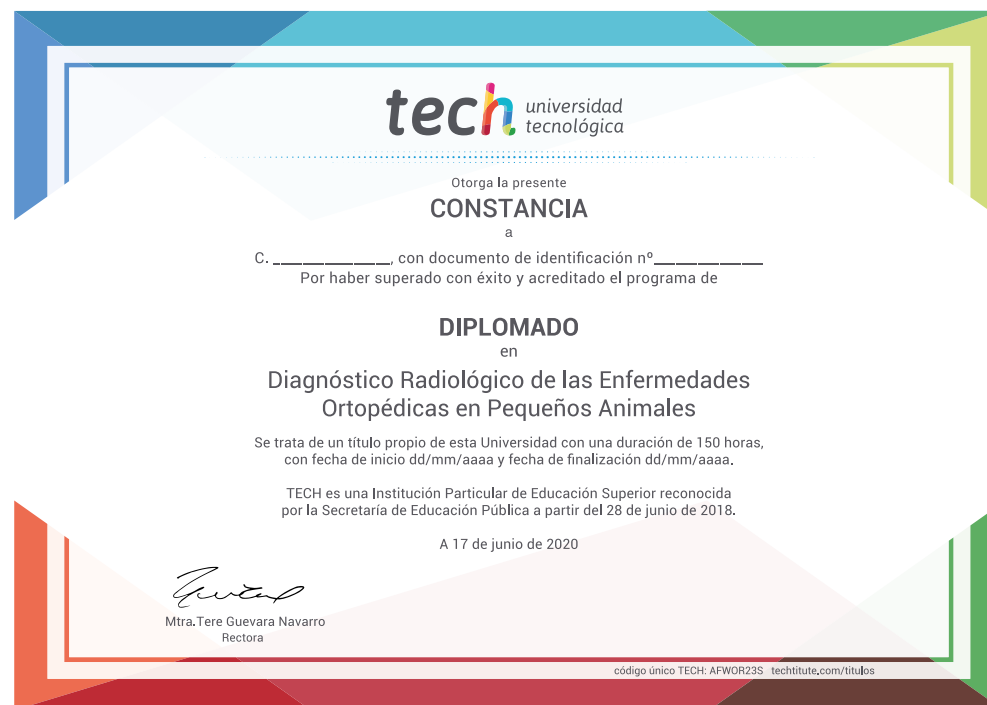 tech universidad
tecnológica
Otorga la presente
CONSTANCIA
a
C. ______________, con documento de identificación nº______________
Por haber superado con éxito y acreditado el programa de
DIPLOMADO
en
Diagnóstico Radiológico de las Enfermedades
Ortopédicas en Pequeños Animales
Se trata de un título propio de esta Universidad con una duración de 150 horas,
con fecha de inicio dd/mm/aaaa y fecha de finalización dd/mm/aaaa.
TECH es una Institución Particular de Educación Superior reconocida
por la Secretaría de Educación Pública a partir del 28 de junio de 2018.
A 17 de junio de 2020
Mtra.Tere Guevara Navarro
Rectora
código único TECH: AFWOR23S techtitute.com/titulos